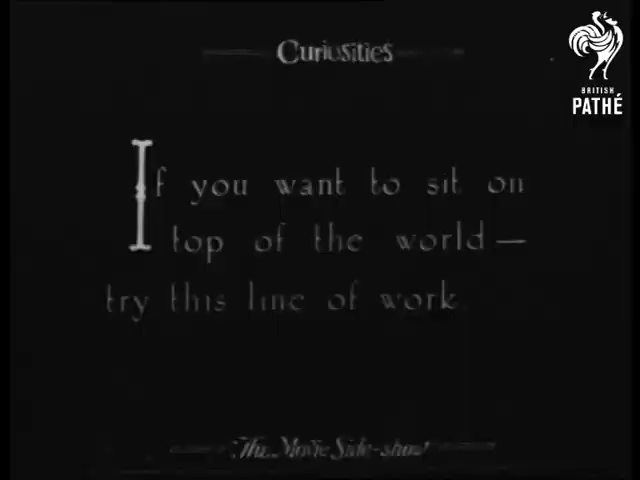 Curiosities
BRITISH
PATHÉ
If you want to sit on
top of the world—
try this line of work
"The Movie Side-show"